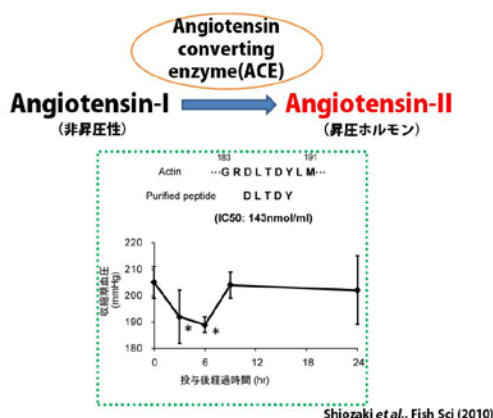 Angiotensin
converting
enzyme(ACE)
Angiotensin-I Angiotensin-II
(非昇圧性) (昇圧ホルモン)
183 191
Actin ···GRDLTDYLM···
Purified peptide DLTDY
(IC50: 143nmol/ml)
収縮期血圧
(mmHg)
220
210
200
190
180
* *
0 6 12 18 24
投与後経過時間 (hr)
Shiozaki et al., Fish Sci (2010)